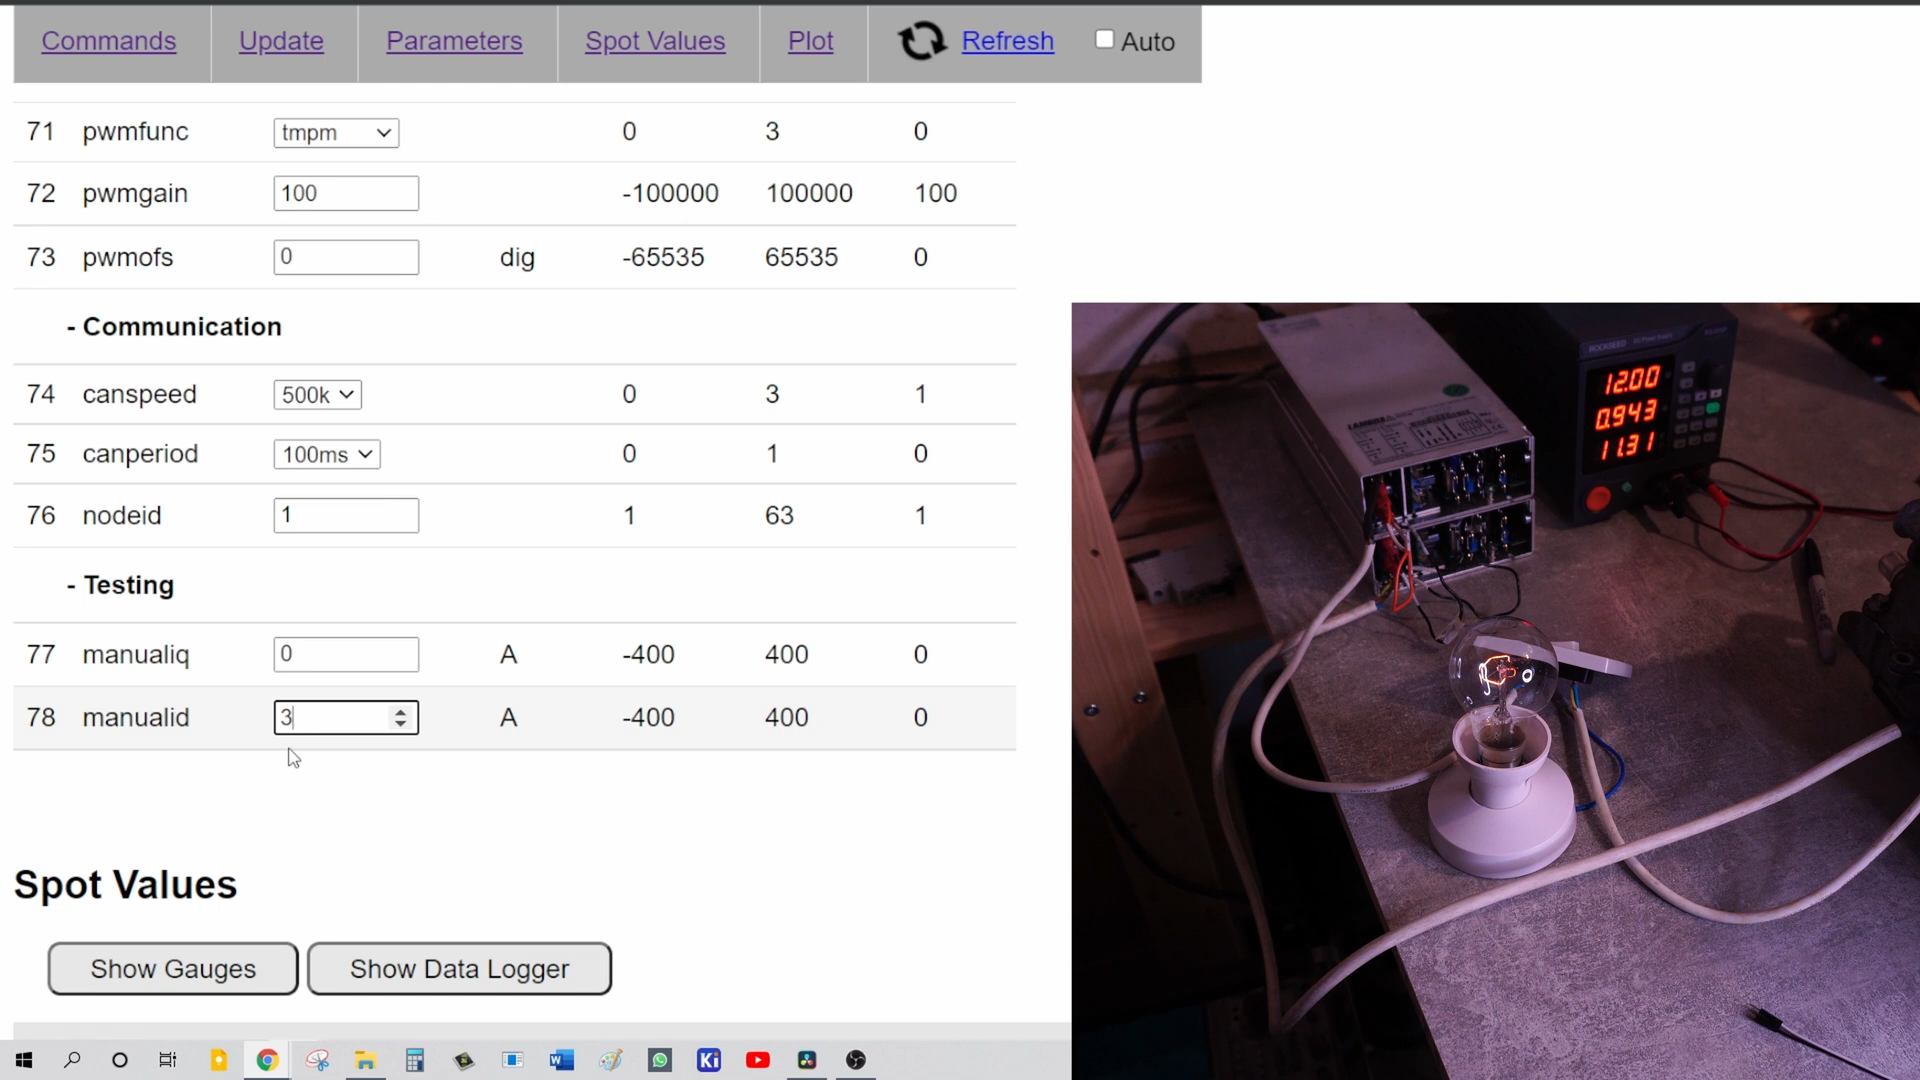 Commands Update Parameters Spot Values Plot Refresh Auto
71 pwmfunc tmpm 0 3 0
72 pwmgain 100 -100000 100000 100
73 pwmofs 0 dig -65535 65535 0
- Communication
74 canspeed 500k 0 3 1
75 canperiod 100ms 0 1 0
76 nodeid 1 1 63 1
- Testing
77 manualiq 0 A -400 400 0
78 manualid 3 A -400 400 0
Spot Values
Show Gauges Show Data Logger
Ki
ROCKSEED
12.00
0.943
11.31
LAMBDA